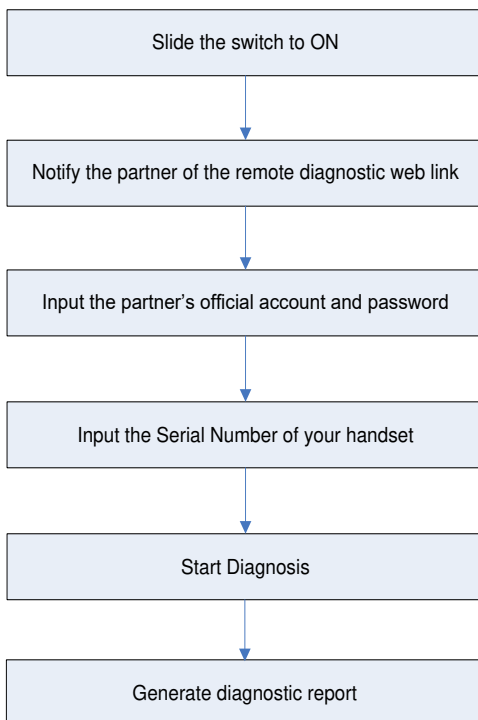 Slide the switch to ON
Notify the partner of the remote diagnostic web link
Input the partner’s official account and password
Input the Serial Number of your handset
Start Diagnosis
Generate diagnostic report